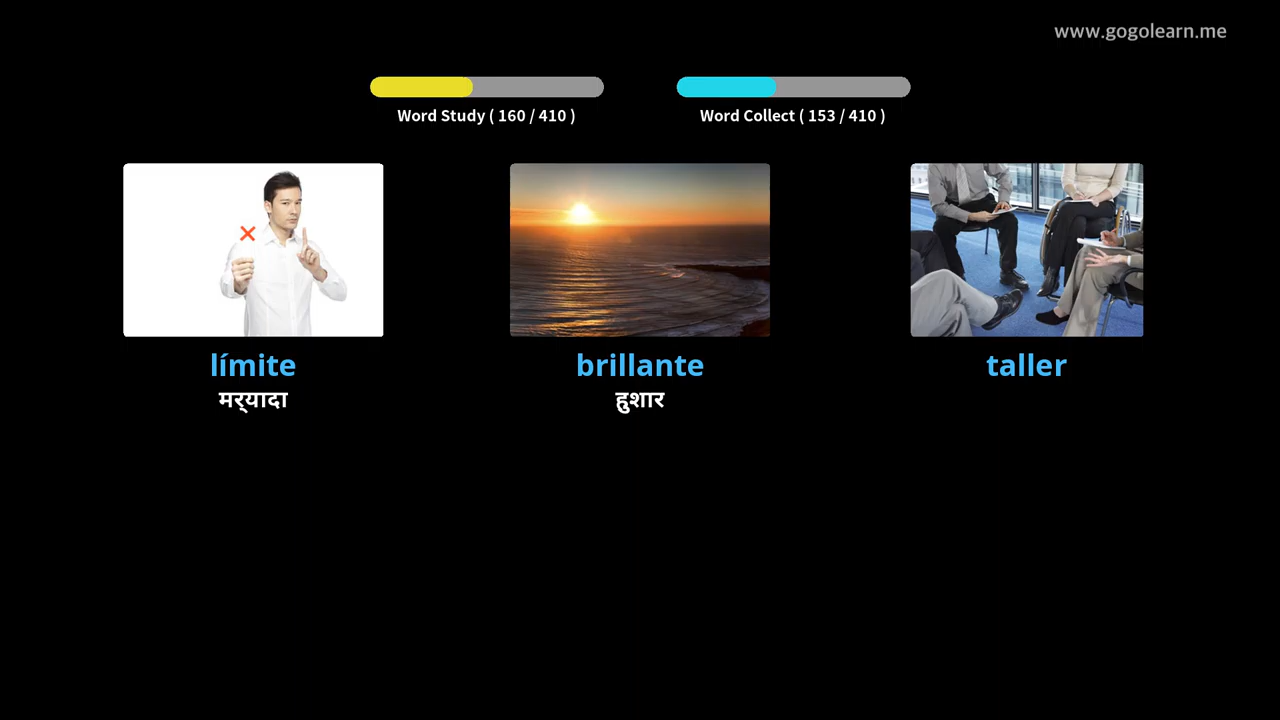 www.gogolearn.me
Word Study ( 160 / 410 )
Word Collect ( 153 / 410 )
límite
brillante
taller
मर्‍यादा
हुशार